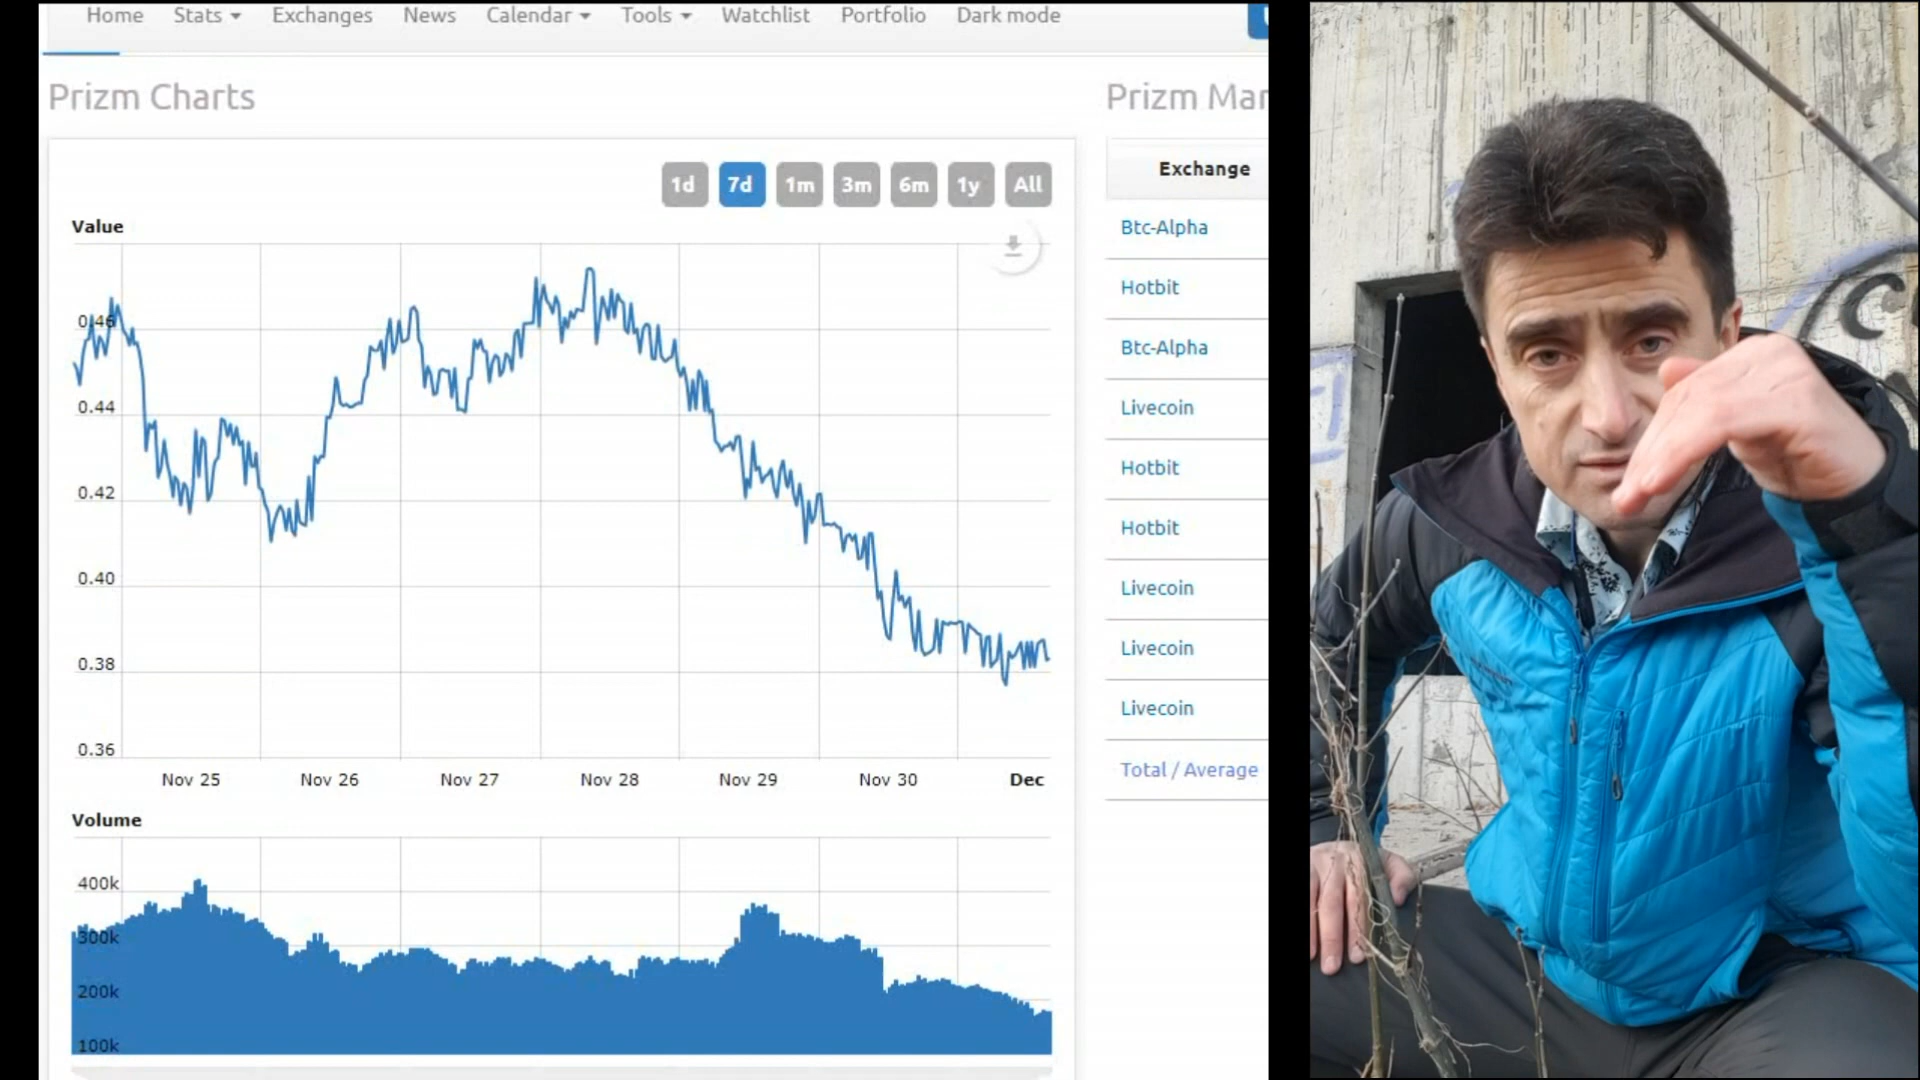 Home Stats Exchanges News Calendar Tools Watchlist Portfolio Dark mode
Prizm Charts
1d 7d 1m 3m 6m 1y All
Value
0.46
0.44
0.42
0.40
0.38
0.36
Nov 25 Nov 26 Nov 27 Nov 28 Nov 29 Nov 30 Dec
Volume
400k
300k
200k
100k
Prizm Mar
Exchange
Btc-Alpha
Hotbit
Btc-Alpha
Livecoin
Hotbit
Hotbit
Livecoin
Livecoin
Livecoin
Total / Average